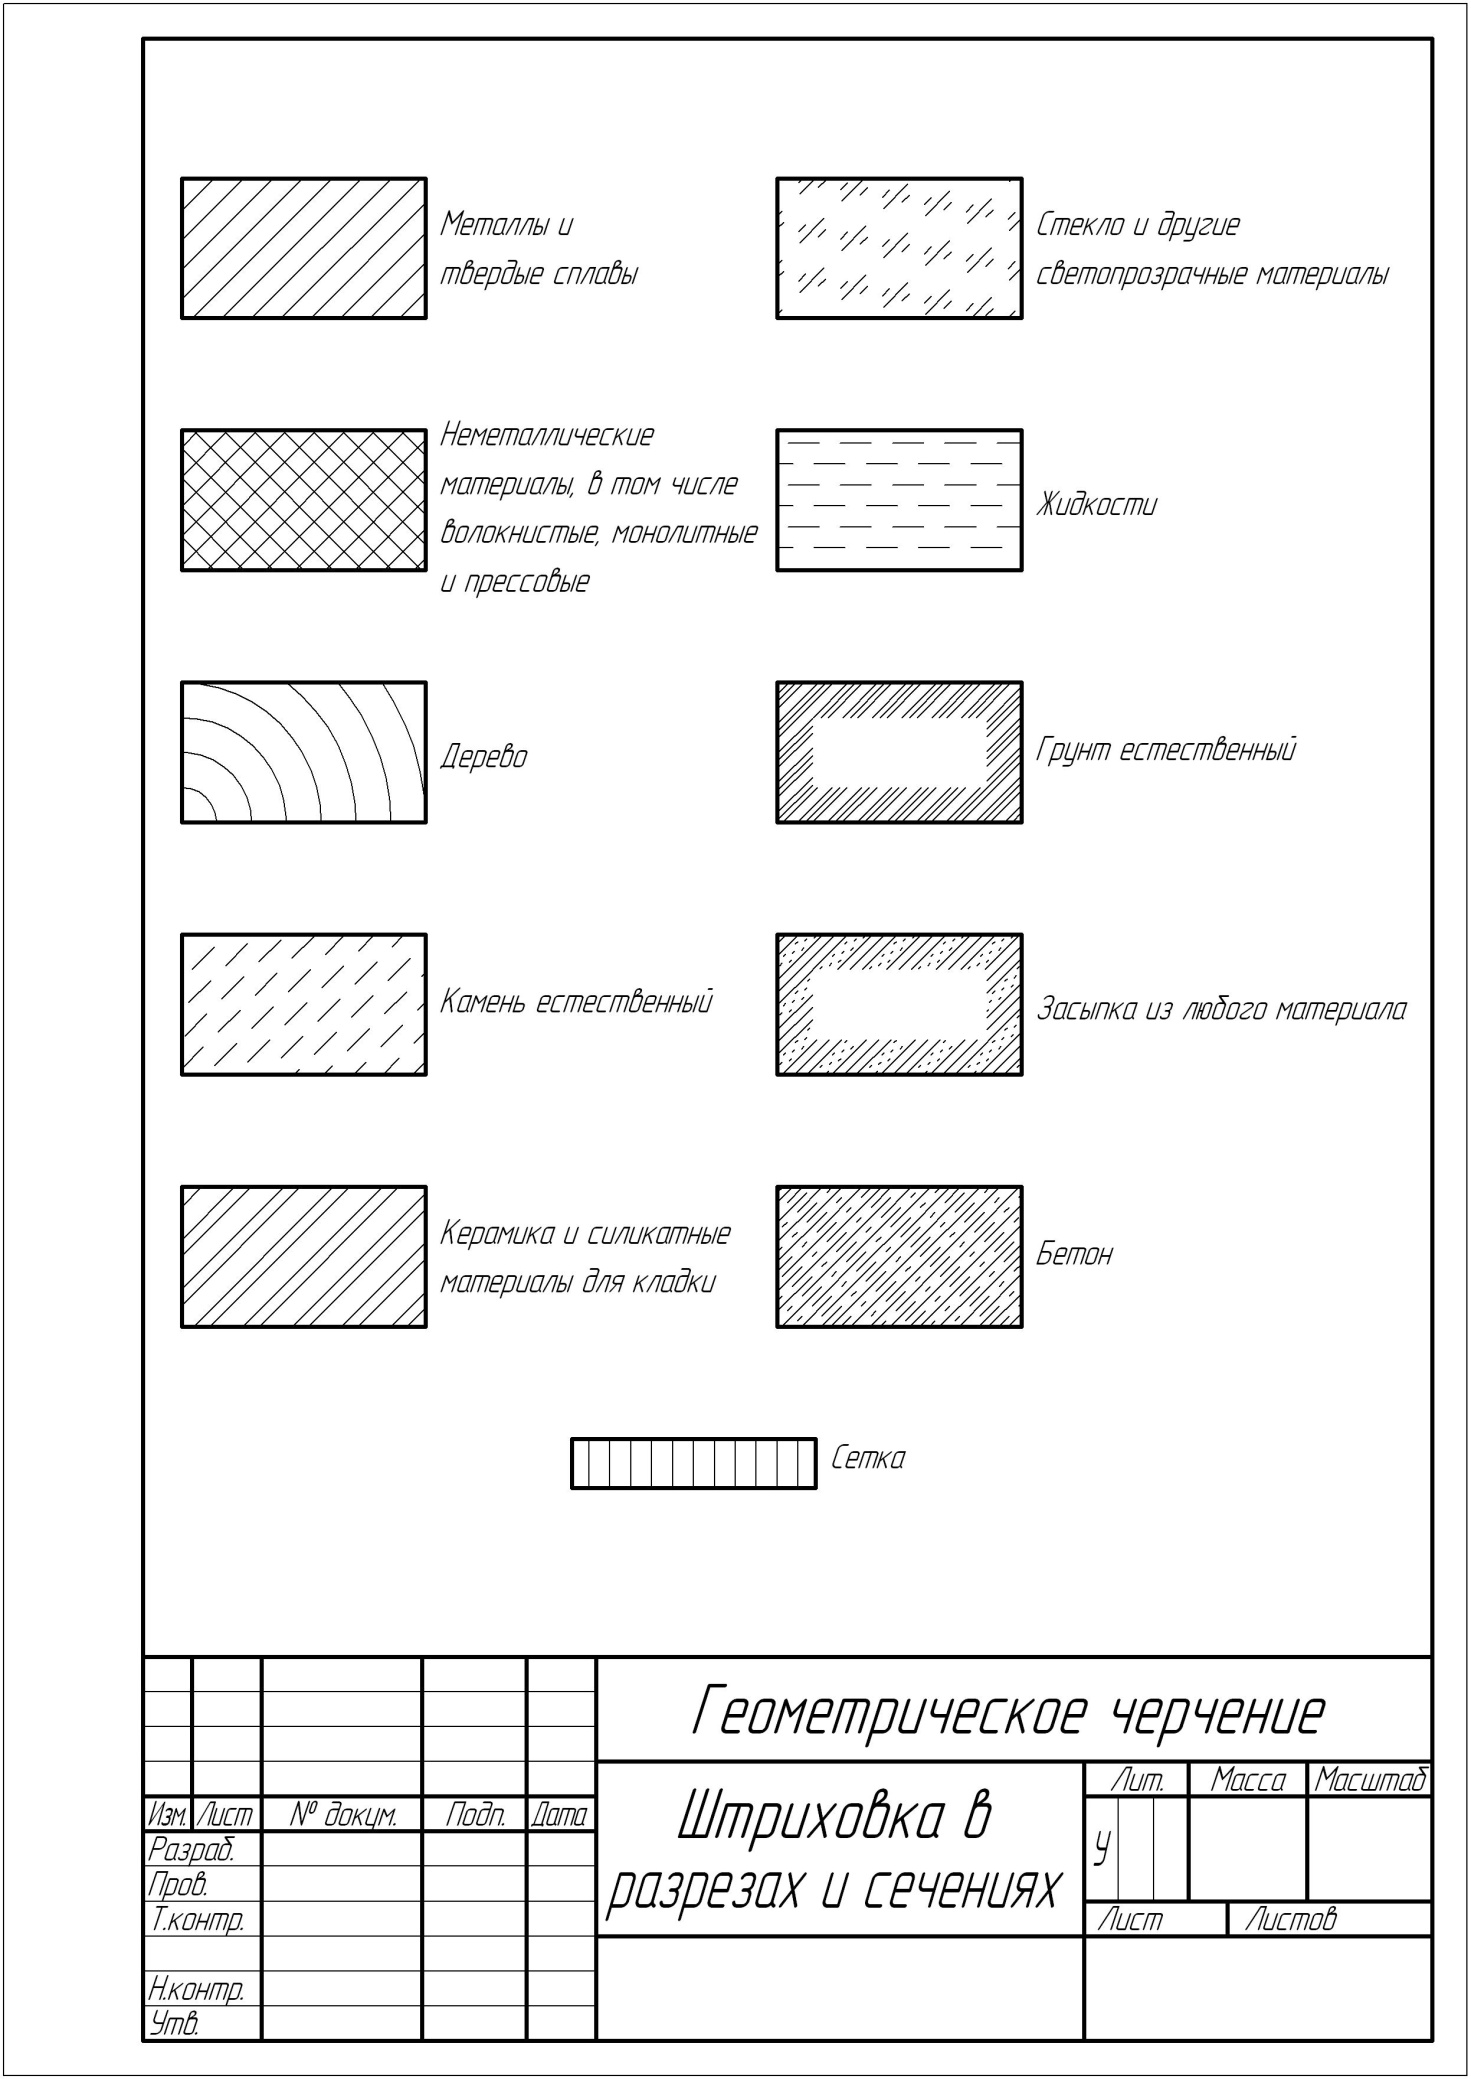 Металлы и
твердые сплавы
Стекло и другие
светопрозрачные материалы
Неметаллические
материалы, в том числе
волокнистые, монолитные
и прессовые
Жидкости
Дерево
Грунт естественный
Камень естественный
Засыпка из любого материала
Керамика и силикатные
материалы для кладки
Бетон
Сетка
Геометрическое черчение
Штриховка в
разрезах и сечениях
Лит. Масса Масштаб
У
Лист Листов
Изм. Лист № докум. Подп. Дата
Разраб.
Пров.
Т.контр.
Н.контр.
Утв.